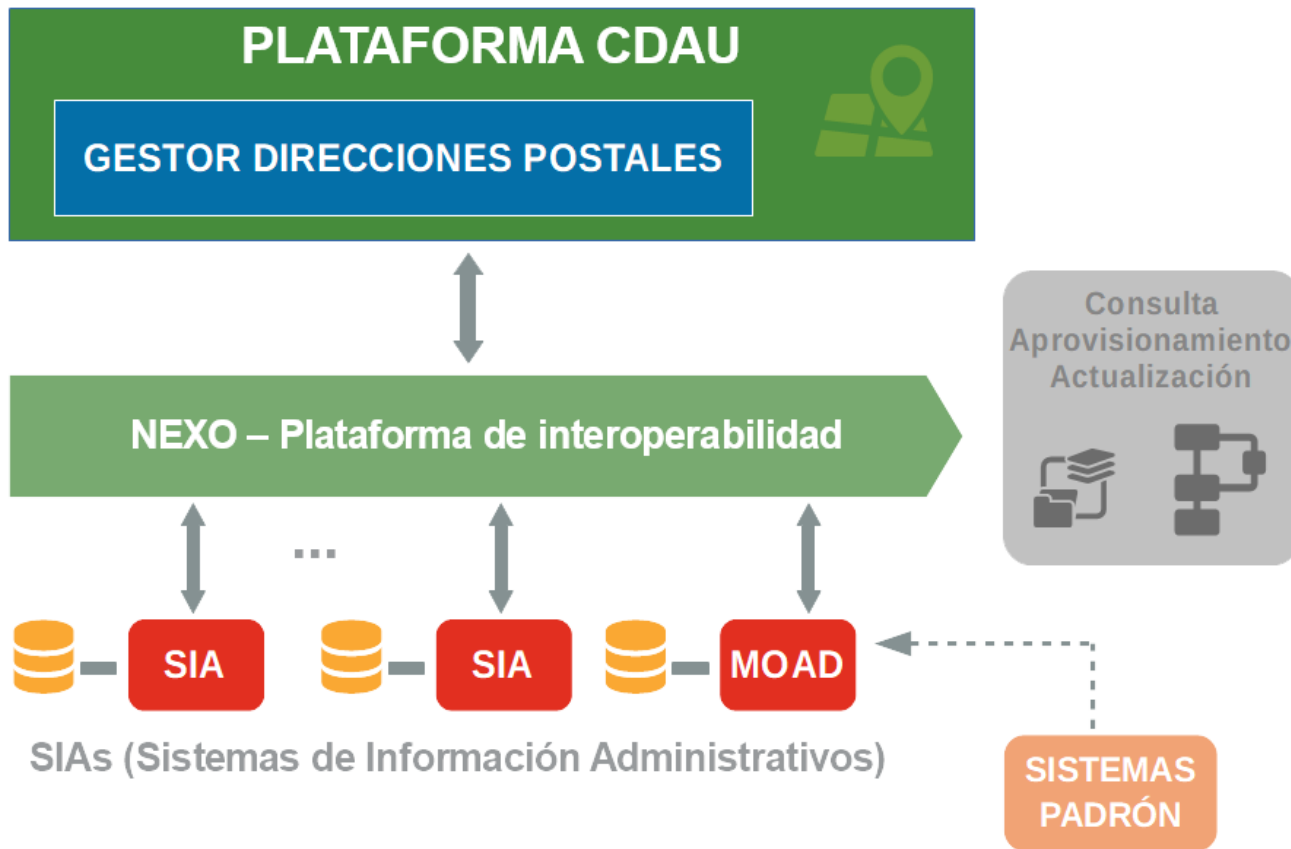 PLATAFORMA CDAU
GESTOR DIRECCIONES POSTALES
Consulta
Aprovisionamiento
Actualización
NEXO – Plataforma de interoperabilidad
...
SIA
SIA
MOAD
SIAs (Sistemas de Información Administrativos)
SISTEMAS
PADRÓN